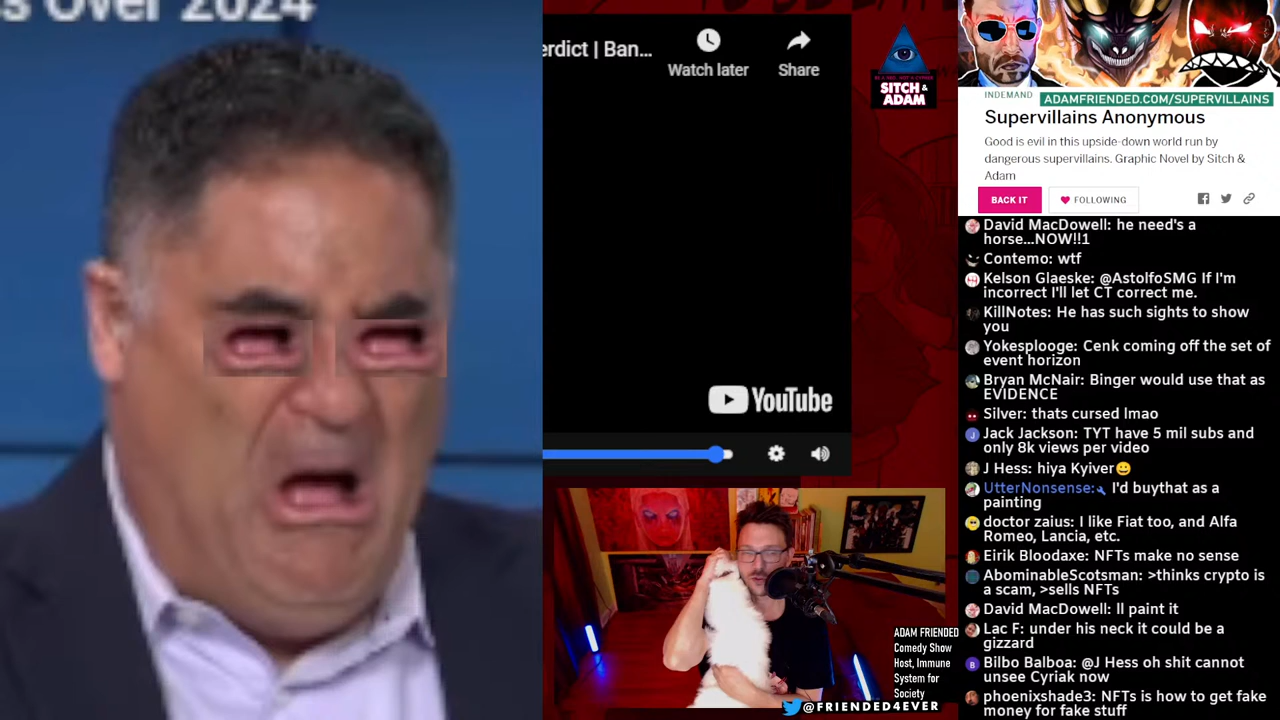 s Over 2024
erdict | Ban...
Watch later
Share
SITCH &
ADAM
YouTube
ADAM FRIENDED
Comedy Show
Host, Immune
System for
Society
@FRIENDED4EVER
INDEMAND
ADAMFRIENDED.COM/SUPERVILLAINS
Supervillains Anonymous
Good is evil in this upside-down world run by
dangerous supervillains. Graphic Novel by Sitch &
Adam
BACK IT
FOLLOWING
David MacDowell: he need's a
horse...NOW!!1
Contemo: wtf
Kelson Glaeske: @AstolfoSMG If I'm
incorrect I'll let CT correct me.
KillNotes: He has such sights to show
you
Yokesplooge: Cenk coming off the set of
event horizon
Bryan McNair: Binger would use that as
EVIDENCE
Silver: thats cursed lmao
J
Jack Jackson: TYT have 5 mil subs and
only 8k views per video
J Hess: hiya Kyiver😀
UtterNonsense:🔧 I'd buythat as a
painting
doctor zaius: I like Fiat too, and Alfa
Romeo, Lancia, etc.
Eirik Bloodaxe: NFTs make no sense
AbominableScotsman: >thinks crypto is
a scam, >sells NFTs
David MacDowell: ll paint it
Lac F: under his neck it could be a
gizzard
B
Bilbo Balboa: @J Hess oh shit cannot
unsee Cyriak now
phoenixshade3: NFTs is how to get fake
money for fake stuff